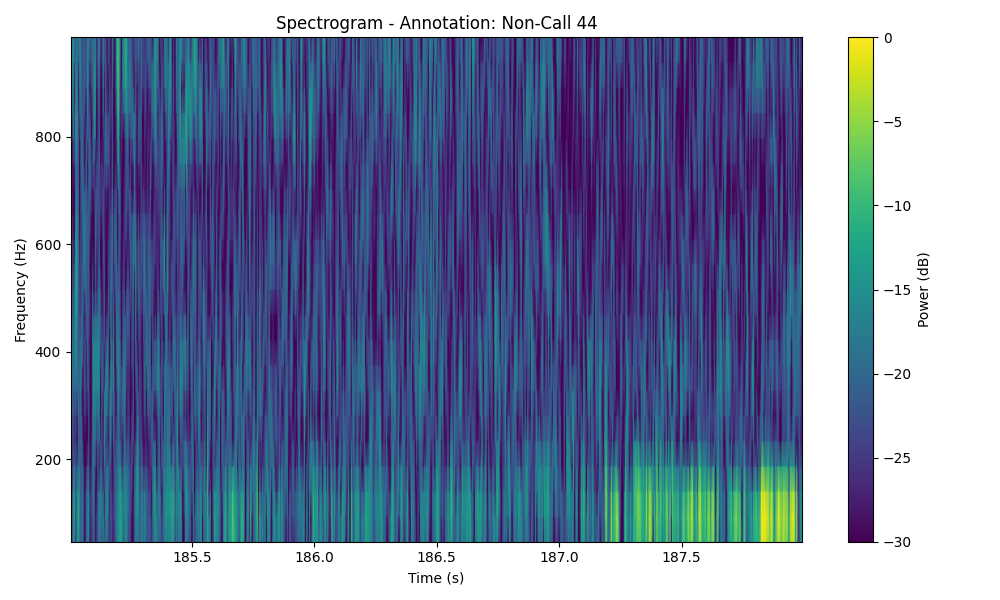 Spectrogram - Annotation: Non-Call 44
Frequency (Hz)
800
600
400
200
185.5 186.0 186.5 187.0 187.5
Time (s)
0
−5
−10
−15
−20
−25
−30
Power (dB)